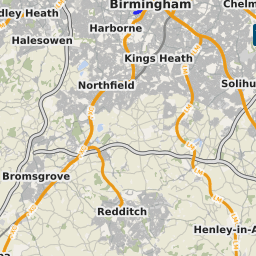 Birmingham
Chelm
dley Heath
Harborne
Halesowen
Kings Heath
Northfield
Solihu
Bromsgrove
Redditch
Henley-in-A